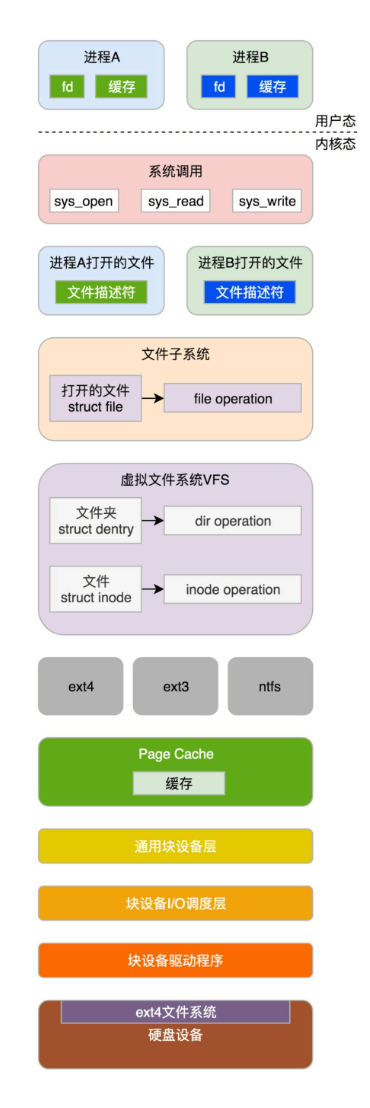 进程A
fd
缓存
进程B
fd
缓存
用户态
内核态
系统调用
sys_open
sys_read
sys_write
进程A打开的文件
文件描述符
进程B打开的文件
文件描述符
文件子系统
打开的文件
struct file
file operation
虚拟文件系统VFS
文件夹
struct dentry
dir operation
文件
struct inode
inode operation
ext4
ext3
ntfs
Page Cache
缓存
通用块设备层
块设备I/O调度层
块设备驱动程序
ext4文件系统
硬盘设备